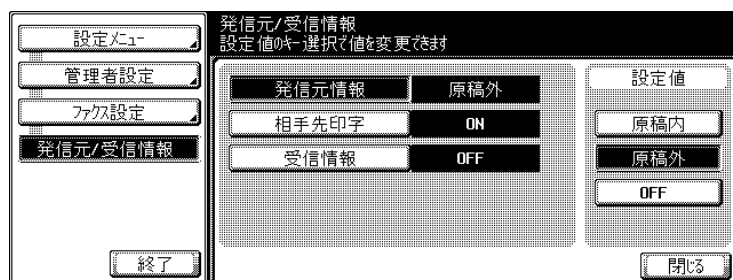 設定メニュー
管理者設定
ファクス設定
発信元/受信情報
終了
発信元/受信情報
設定値のキー選択で値を変更できます
発信元情報 原稿外
相手先印字 ON
受信情報 OFF
設定値
原稿内
原稿外
OFF
閉じる